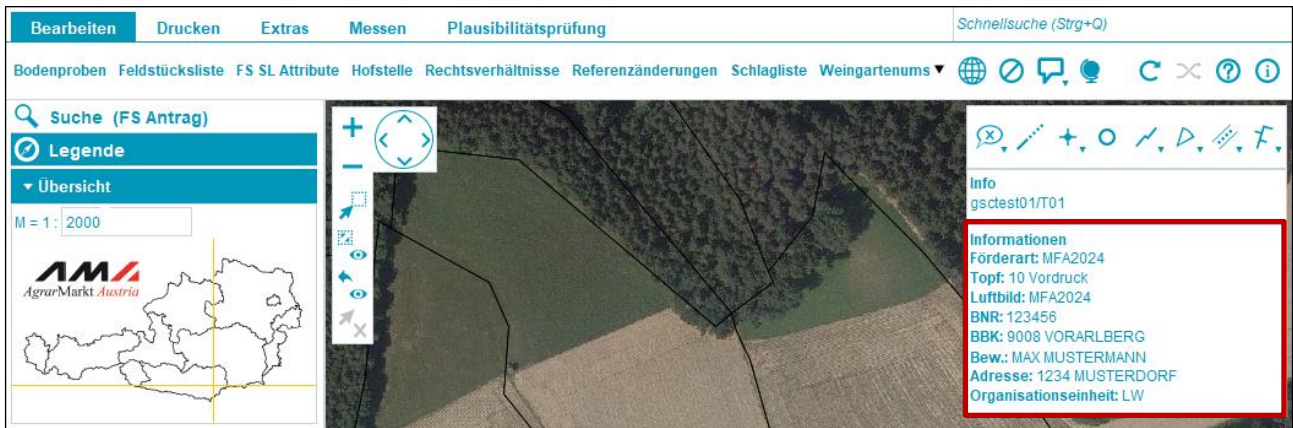 Bearbeiten Drucken Extras Messen Plausibilitätsprüfung Schnellsuche (Strg+Q)
Bodenproben Feldstücksliste FS SL Attribute Hofstelle Rechtsverhältnisse Referenzänderungen Schlagliste Weingartenums
Suche (FS Antrag)
Legende
Übersicht
M = 1 : 2000
AMA
AgrarMarkt Austria
Info
gsctest01/T01
Informationen
Förderart: MFA2024
Topf: 10 Vordruck
Luftbild: MFA2024
BNR: 123456
BBK: 9008 VORARLBERG
Bew.: MAX MUSTERMANN
Adresse: 1234 MUSTERDORF
Organisationseinheit: LW